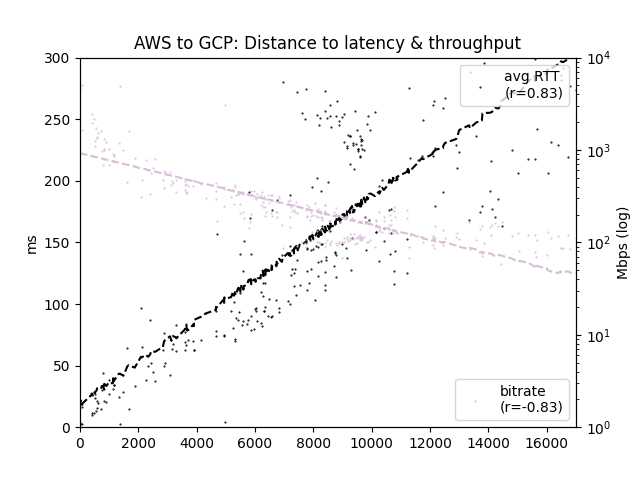 AWS to GCP: Distance to latency & throughput
300
250
200
150
100
50
0
ms
avg RTT
(r=0.83)
bitrate
(r=-0.83)
10^4
10^3
10^2
10^1
10^0
Mbps (log)
0 2000 4000 6000 8000 10000 12000 14000 16000